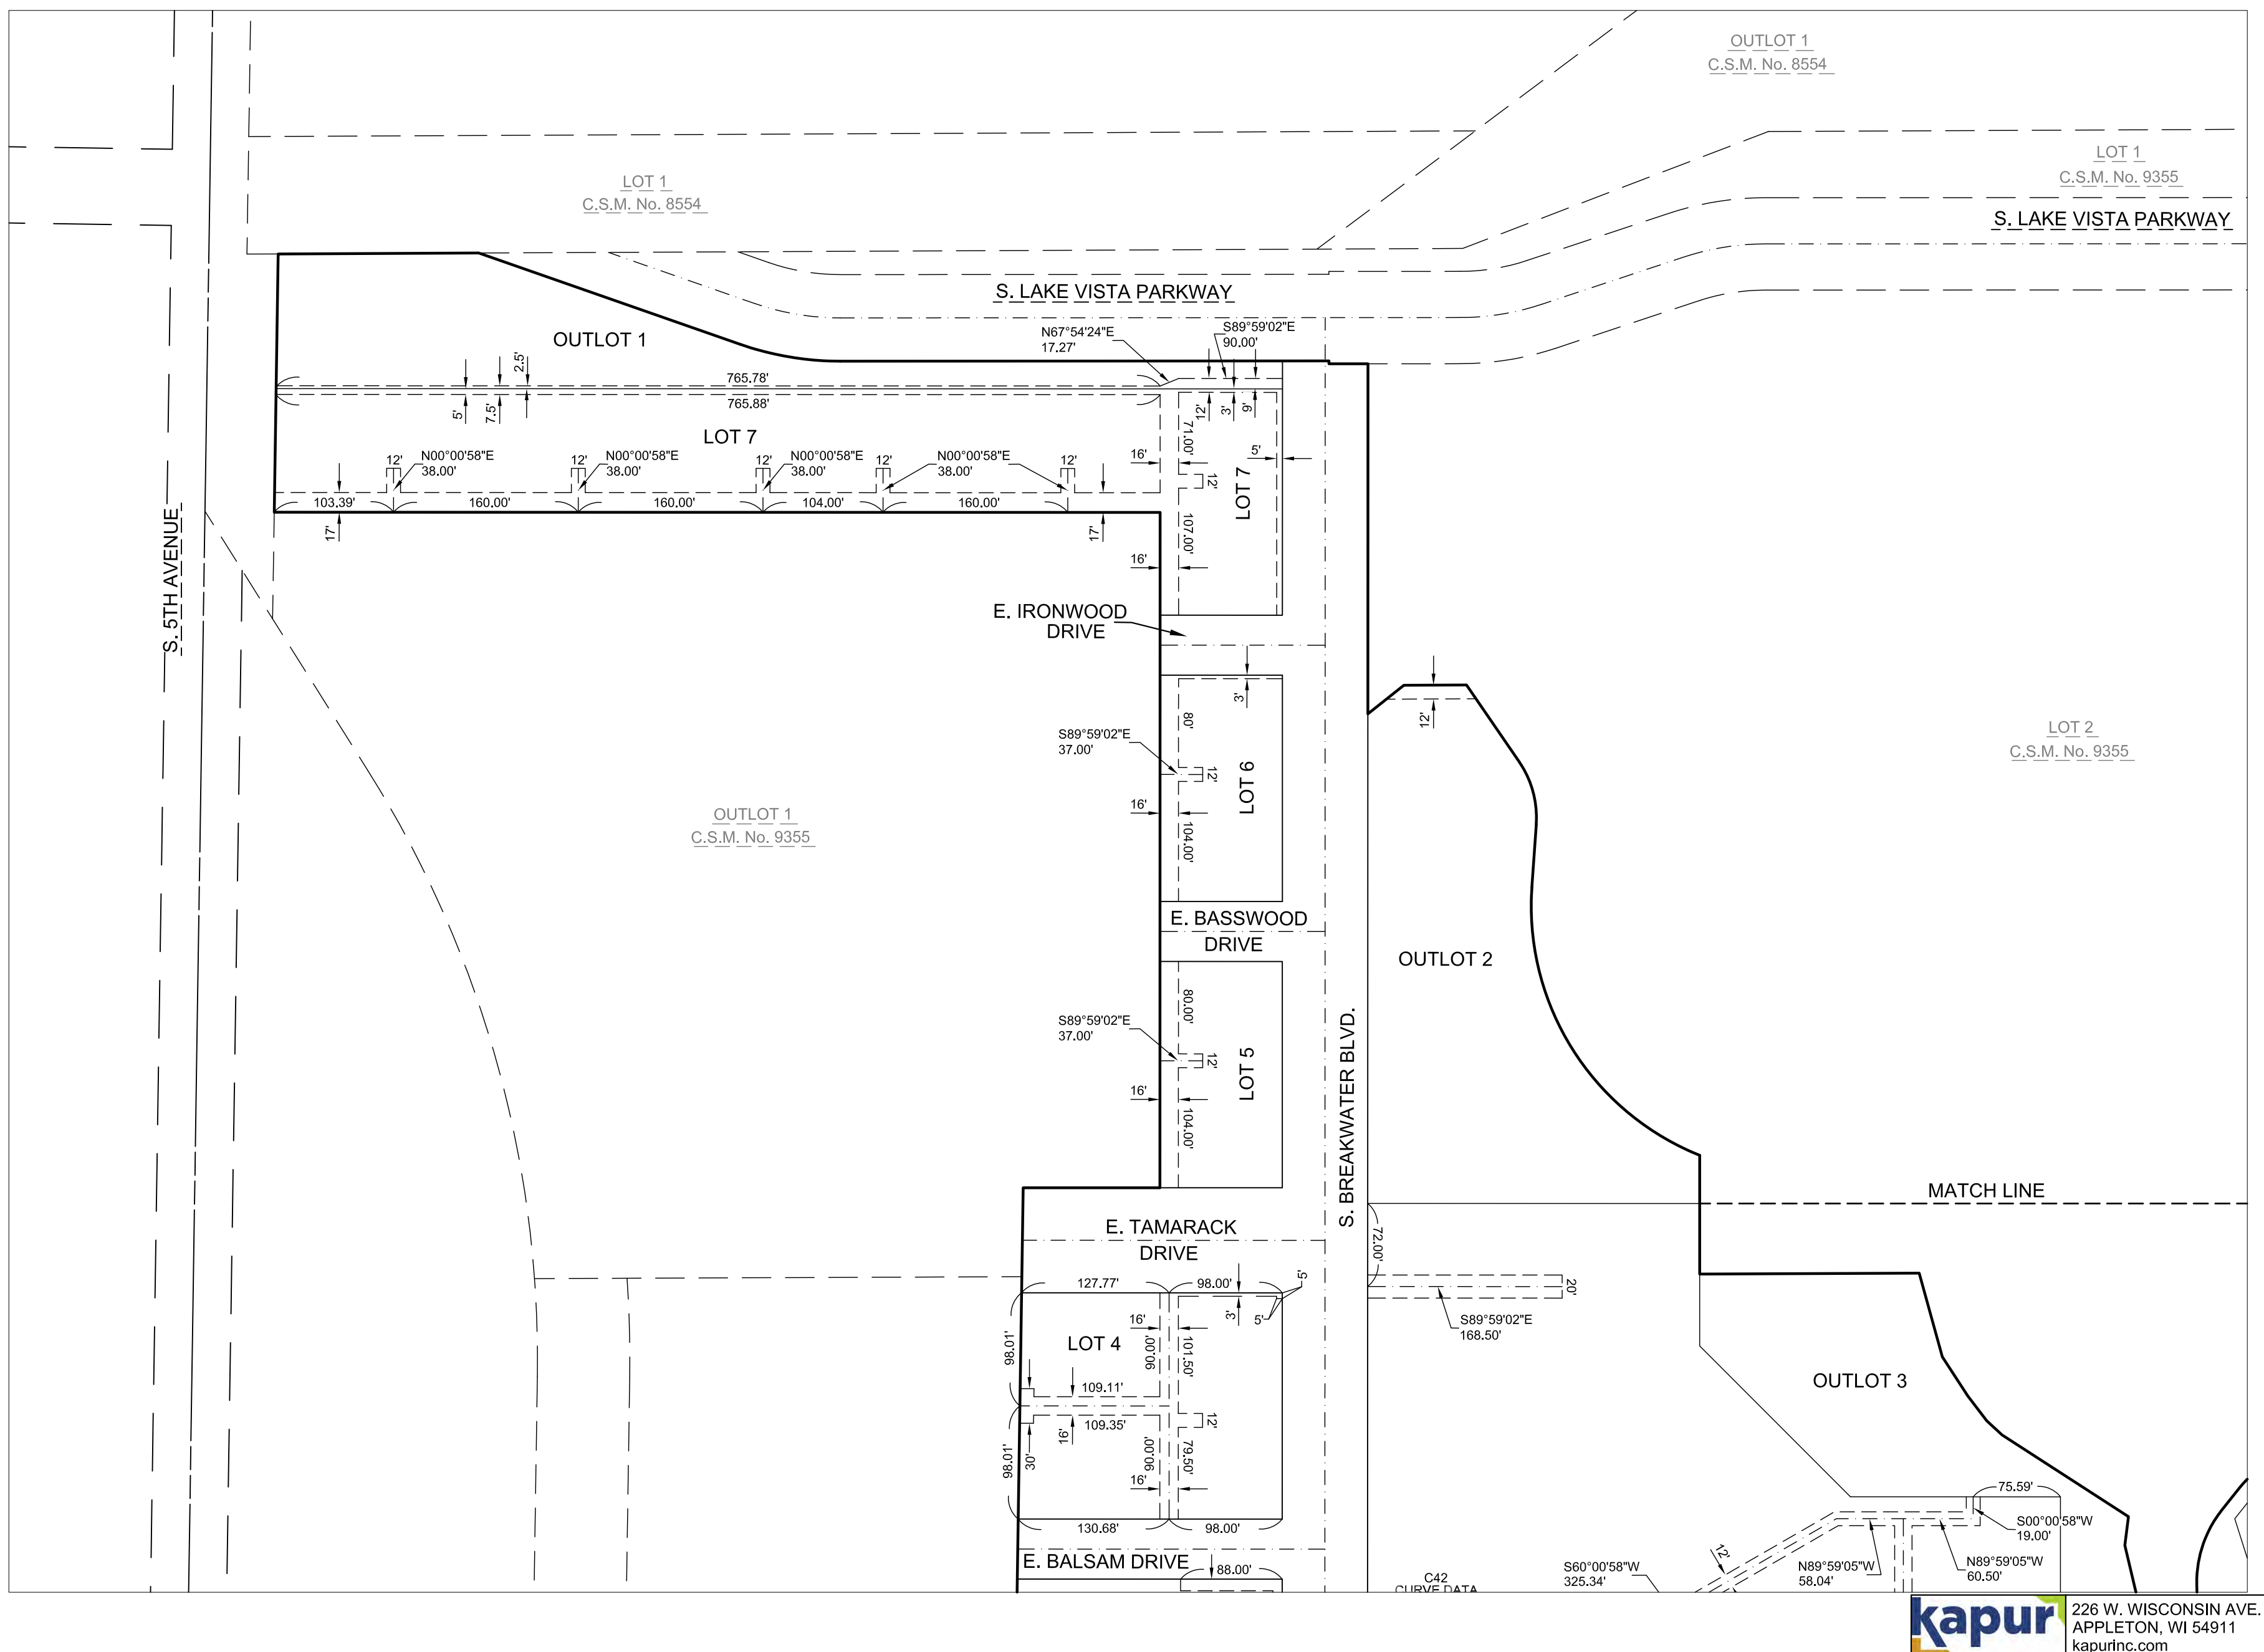 OUTLOT 1
C.S.M. No. 8554
LOT 1
C.S.M. No. 9355
LOT 1
C.S.M. No. 8554
S. LAKE VISTA PARKWAY
S. LAKE VISTA PARKWAY
OUTLOT 1
N67°54'24"E
17.27'
S89°59'02"E
90.00'
2.5'
765.78'
5'
7.5'
765.88'
12'
3'
9'
LOT 7
71.00'
16'
5'
12'
N00°00'58"E
38.00'
12'
N00°00'58"E
38.00'
12'
N00°00'58"E
38.00'
12'
N00°00'58"E
38.00'
12'
12'
LOT 7
103.39'
160.00'
160.00'
104.00'
160.00'
17'
17'
107.00'
16'
S. 5TH AVENUE
E. IRONWOOD
DRIVE
3'
80'
12'
S89°59'02"E
37.00'
12'
LOT 6
LOT 2
C.S.M. No. 9355
16'
104.00'
OUTLOT 1
C.S.M. No. 9355
E. BASSWOOD
DRIVE
OUTLOT 2
80.00'
S89°59'02"E
37.00'
12'
LOT 5
16'
104.00'
S. BREAKWATER BLVD.
MATCH LINE
E. TAMARACK
DRIVE
72.00'
127.77'
98.00'
5'
20'
16'
3'
5'
S89°59'02"E
168.50'
98.01'
LOT 4
90.00'
101.50'
109.11'
OUTLOT 3
109.35'
12'
16'
98.01'
30'
90.00'
79.50'
16'
75.59'
130.68'
98.00'
S00°00'58"W
19.00'
E. BALSAM DRIVE
88.00'
12'
C42
CURVE DATA
S60°00'58"W
325.34'
N89°59'05"W
58.04'
N89°59'05"W
60.50'
kapur
226 W. WISCONSIN AVE.
APPLETON, WI 54911
kapurinc.com